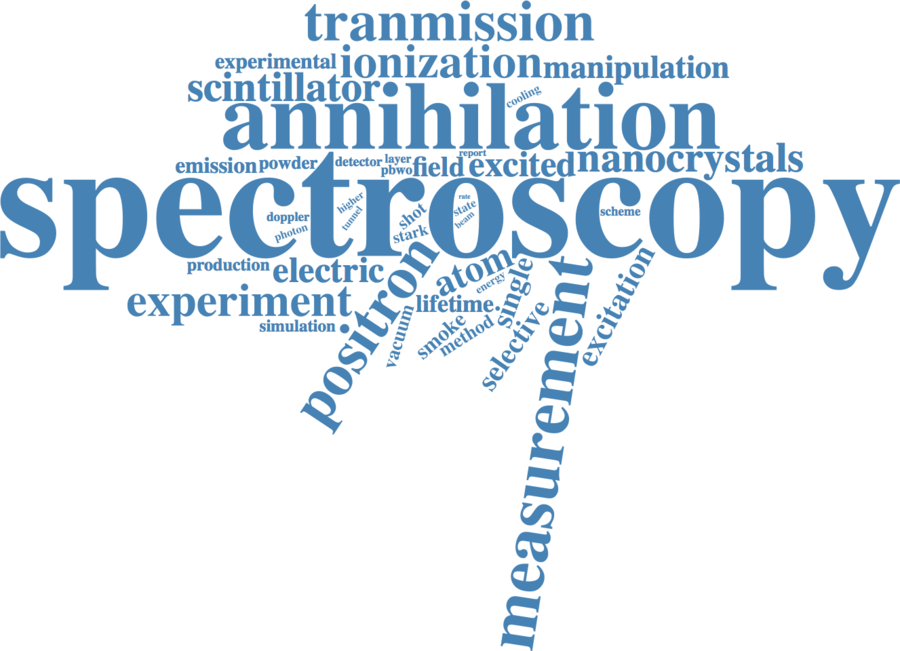 tranmission
experimental ionization manipulation
scintillator
cooling
annihilation
emission powder detector layer pbwo field report excited nanocrystals
spectroscopy
doppler photon higher tunnel shot stark rate state beam scheme
production electric positron atom energy single measurement excitation
experiment vacuum lifetime
simulation smoke method selective